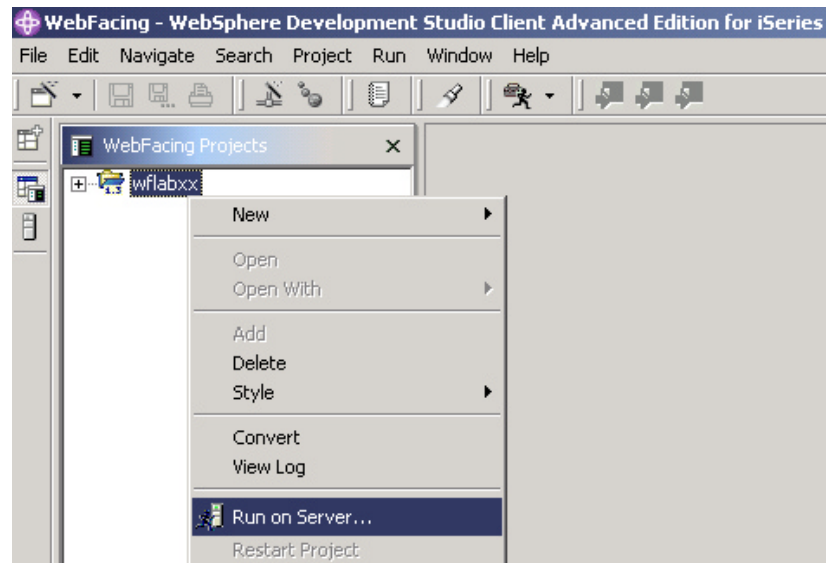 WebFacing - WebSphere Development Studio Client Advanced Edition for iSeries
File Edit Navigate Search Project Run Window Help
WebFacing Projects
wflabxx
New
Open
Open With
Add
Delete
Style
Convert
View Log
Run on Server...
Restart Project